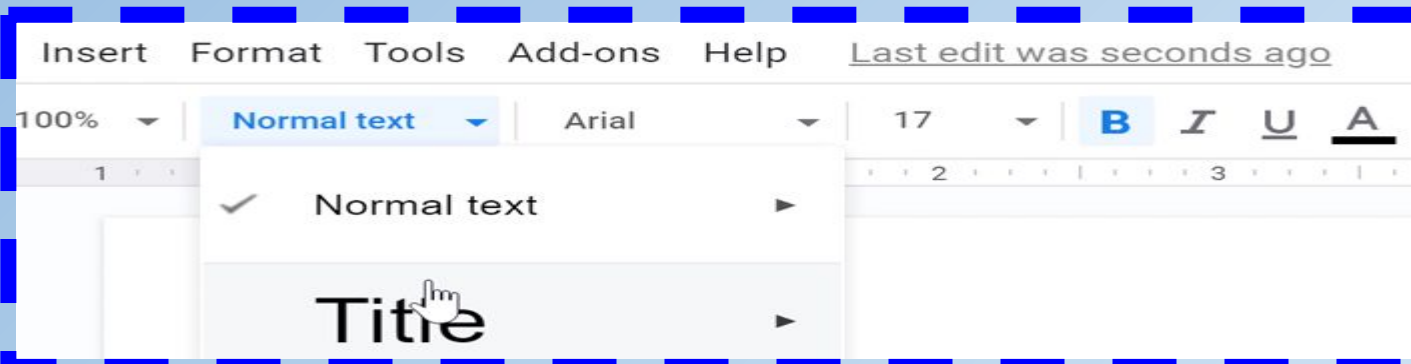 Insert Format Tools Add-ons Help Last edit was seconds ago
100% Normal text Arial 17 B I U A
1 2 3
Normal text
Title